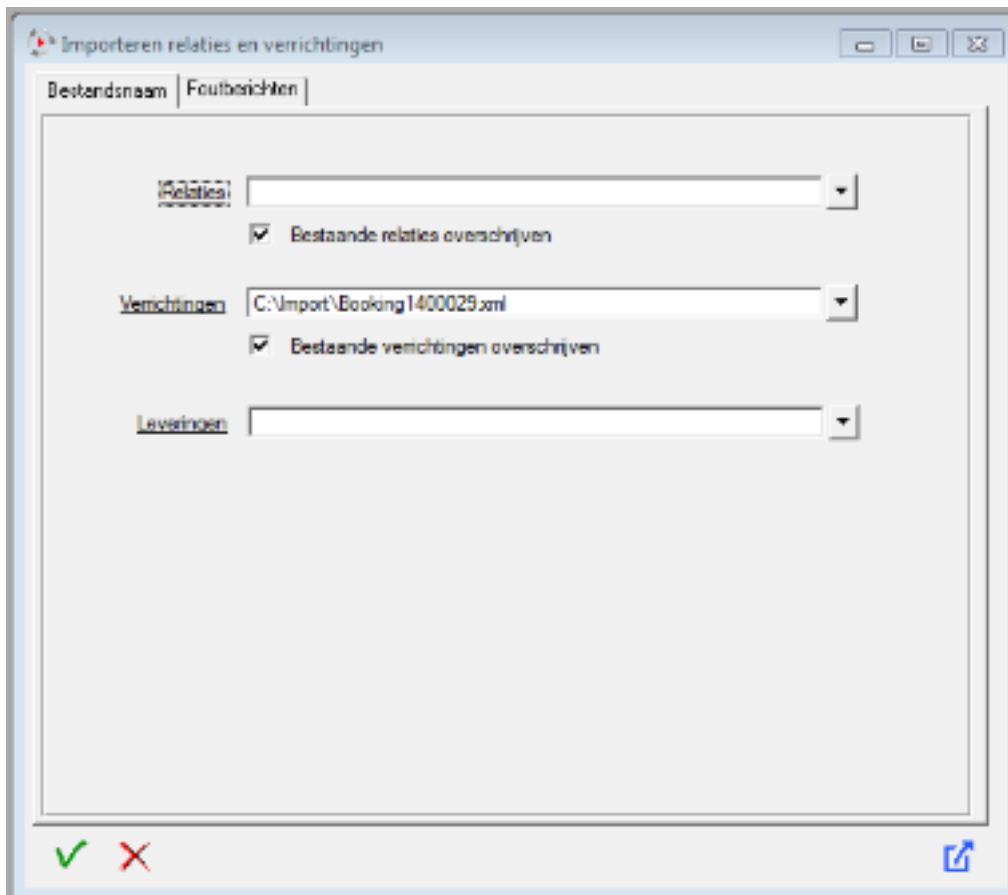 Importeren relaties en verrichtingen
Bestandsnaam Foutberichten
Relaties
Bestaande relaties overschrijven
Verrichtingen C:\Import\Booking1400029.xml
Bestaande verrichtingen overschrijven
Leveringen